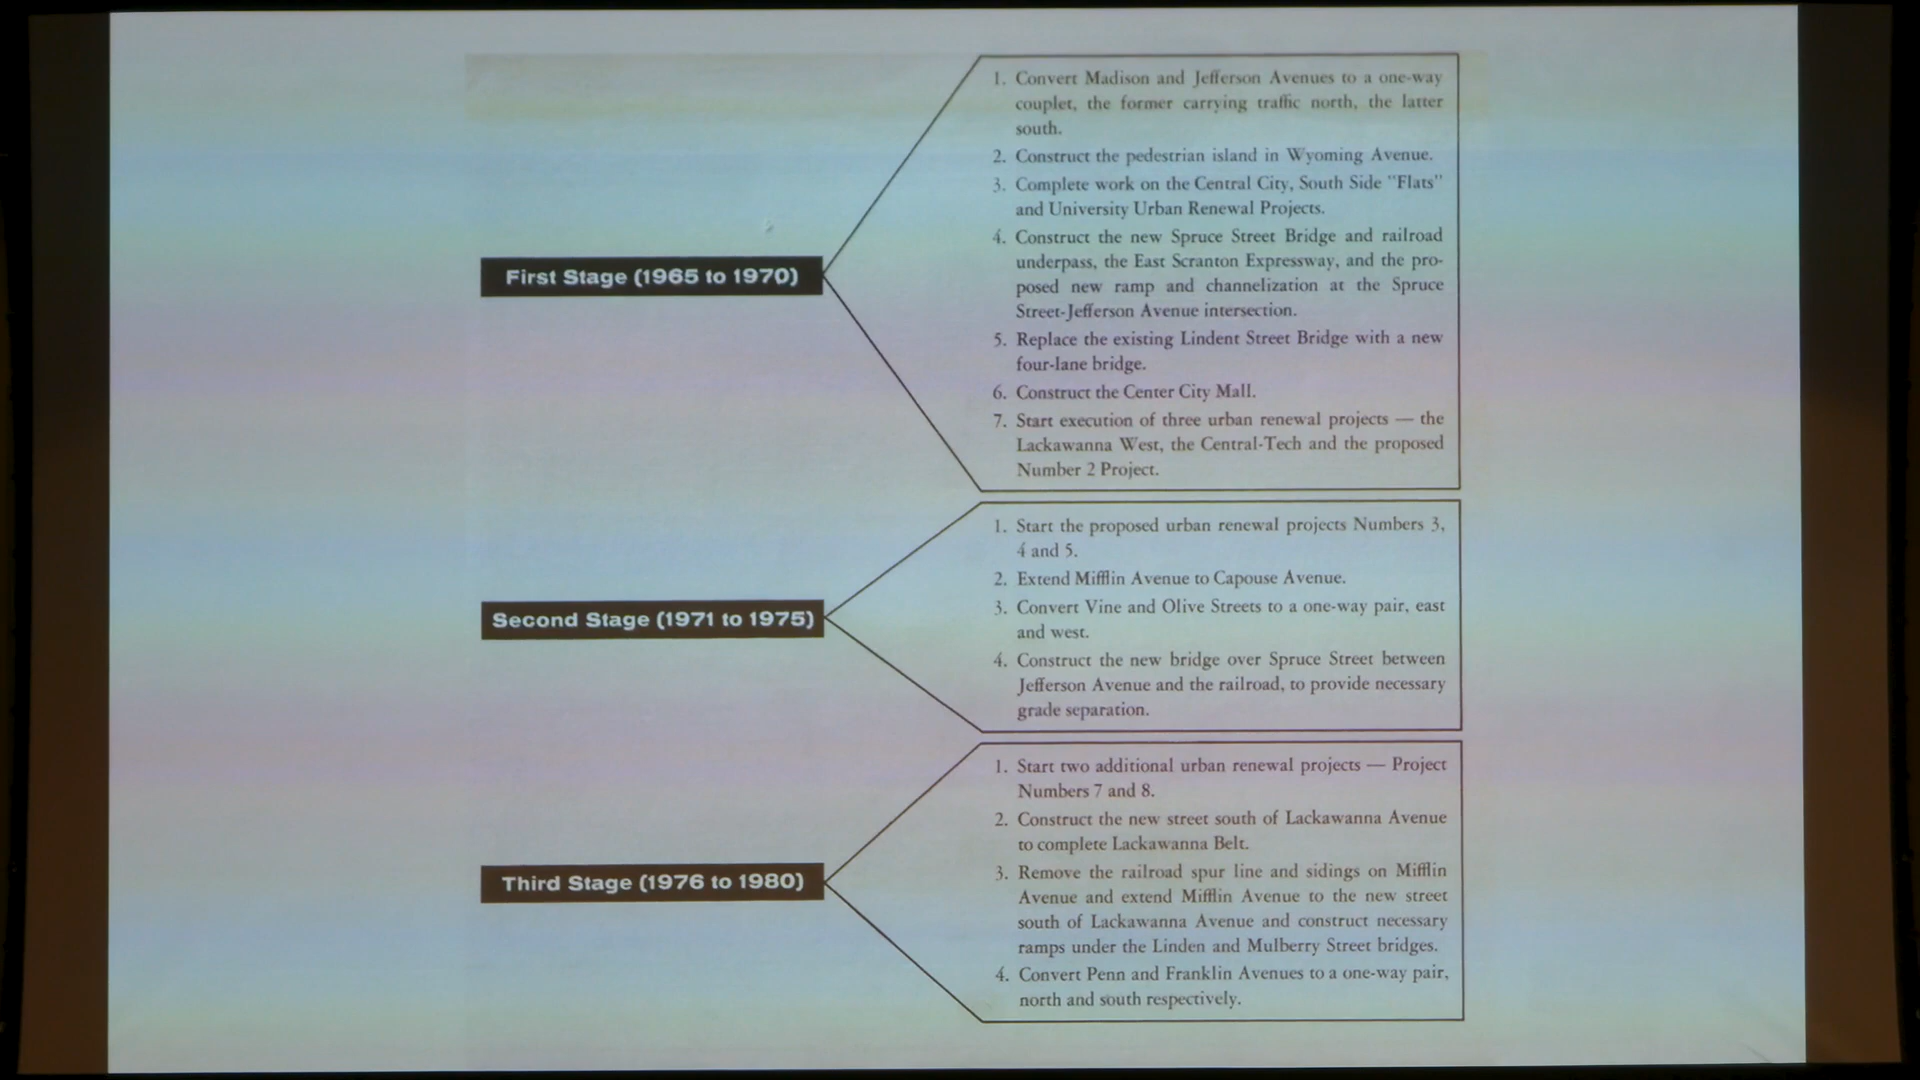 First Stage (1965 to 1970)
1. Convert Madison and Jefferson Avenues to a one-way
couplet, the former carrying traffic north, the latter
south.
2. Construct the pedestrian island in Wyoming Avenue.
3. Complete work on the Central City, South Side "Flats"
and University Urban Renewal Projects.
4. Construct the new Spruce Street Bridge and railroad
underpass, the East Scranton Expressway, and the pro-
posed new ramp and channelization at the Spruce
Street-Jefferson Avenue intersection.
5. Replace the existing Lindent Street Bridge with a new
four-lane bridge.
6. Construct the Center City Mall.
7. Start execution of three urban renewal projects — the
Lackawanna West, the Central-Tech and the proposed
Number 2 Project.
Second Stage (1971 to 1975)
1. Start the proposed urban renewal projects Numbers 3,
4 and 5.
2. Extend Mifflin Avenue to Capouse Avenue.
3. Convert Vine and Olive Streets to a one-way pair, east
and west.
4. Construct the new bridge over Spruce Street between
Jefferson Avenue and the railroad, to provide necessary
grade separation.
Third Stage (1976 to 1980)
1. Start two additional urban renewal projects — Project
Numbers 7 and 8.
2. Construct the new street south of Lackawanna Avenue
to complete Lackawanna Belt.
3. Remove the railroad spur line and sidings on Mifflin
Avenue and extend Mifflin Avenue to the new street
south of Lackawanna Avenue and construct necessary
ramps under the Linden and Mulberry Street bridges.
4. Convert Penn and Franklin Avenues to a one-way pair,
north and south respectively.